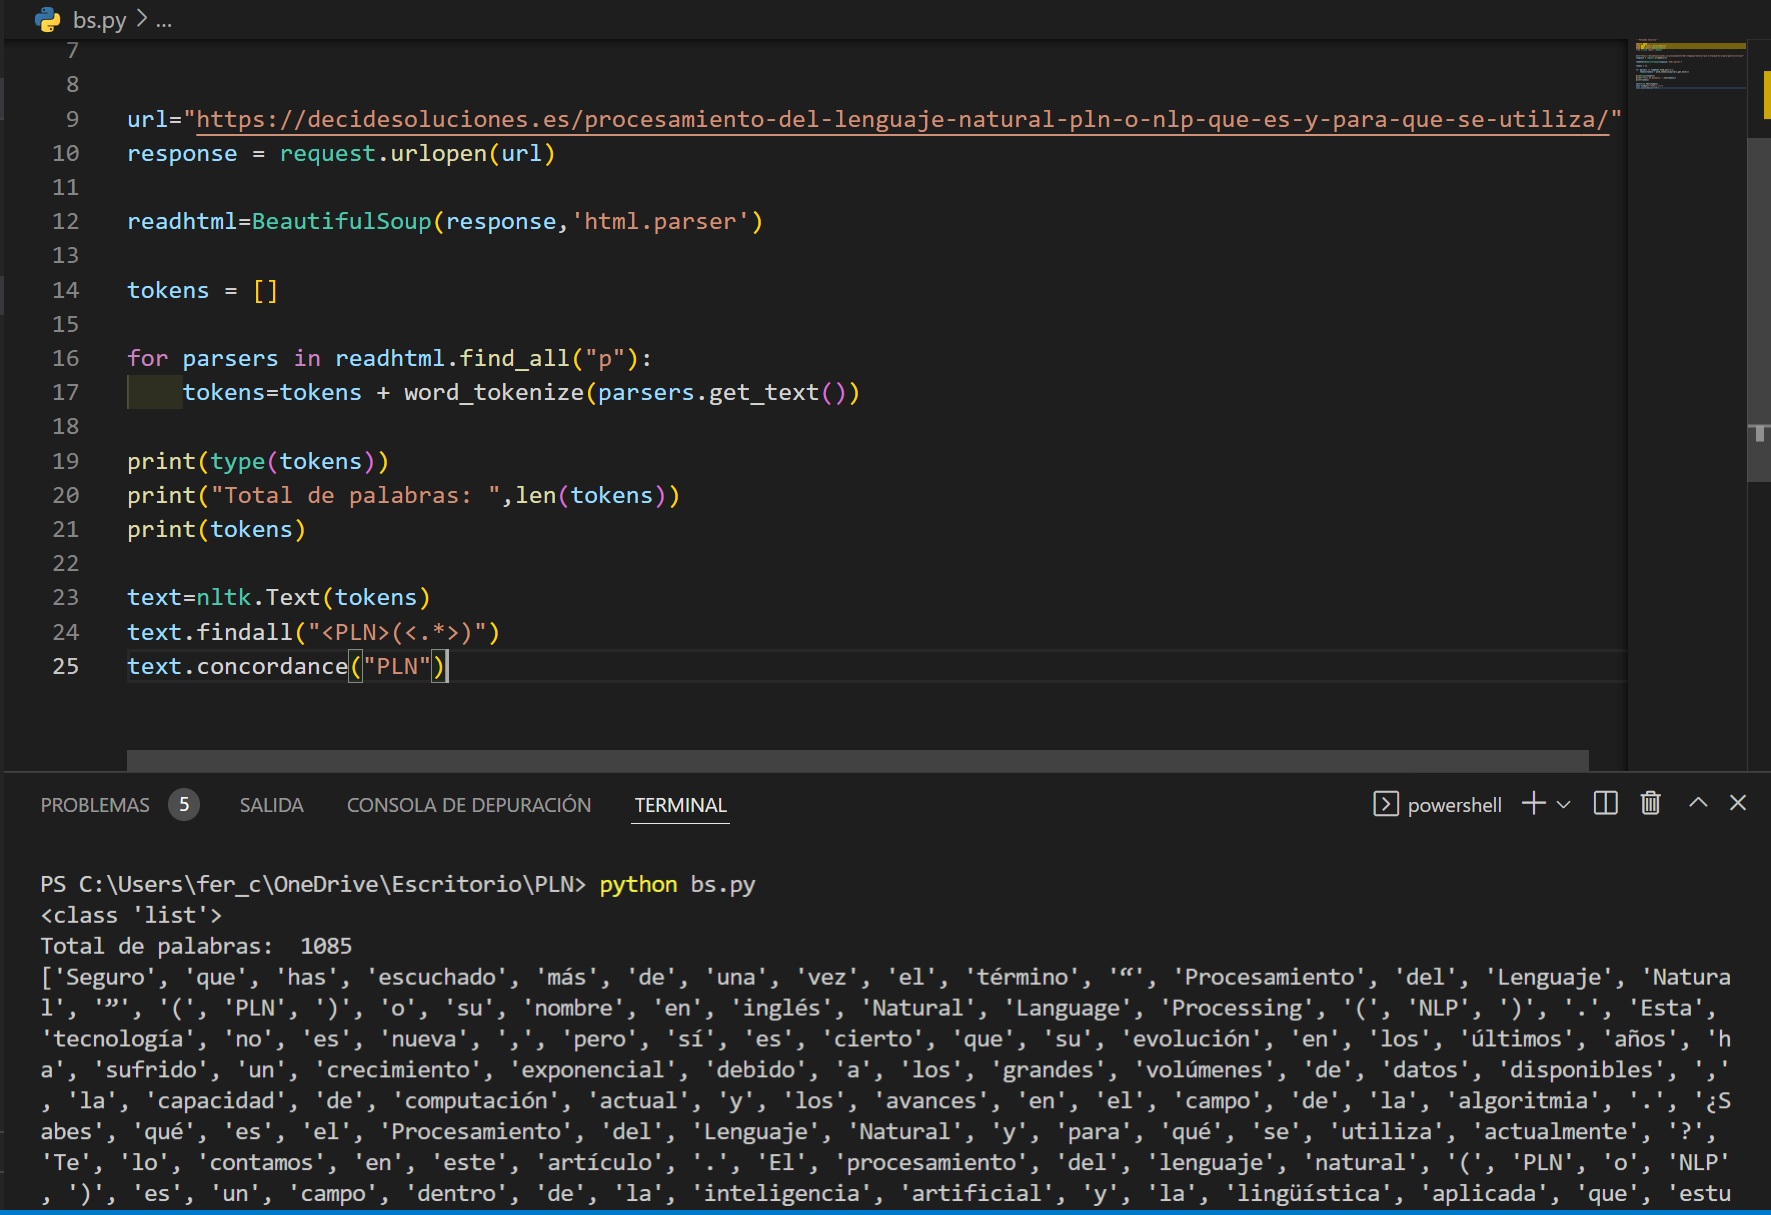 bs.py > ...
7
8
9 url="https://decidesoluciones.es/procesamiento-del-lenguaje-natural-pln-o-nlp-que-es-y-para-que-se-utiliza/"
10 response = request.urlopen(url)
11
12 readhtml=BeautifulSoup(response,'html.parser')
13
14 tokens = []
15
16 for parsers in readhtml.find_all("p"):
17 tokens=tokens + word_tokenize(parsers.get_text())
18
19 print(type(tokens))
20 print("Total de palabras: ",len(tokens))
21 print(tokens)
22
23 text=nltk.Text(tokens)
24 text.findall("<PLN>(<.*>)")
25 text.concordance("PLN")
PROBLEMAS 5 SALIDA CONSOLA DE DEPURACIÓN TERMINAL powershell
PS C:\Users\fer_c\OneDrive\Escritorio\PLN> python bs.py
<class 'list'>
Total de palabras:  1085
['Seguro', 'que', 'has', 'escuchado', 'más', 'de', 'una', 'vez', 'el', 'término', '“', 'Procesamiento', 'del', 'Lenguaje', 'Natura
l', '”', '(', 'PLN', ')', 'o', 'su', 'nombre', 'en', 'inglés', 'Natural', 'Language', 'Processing', '(', 'NLP', ')', '.', 'Esta',
'tecnología', 'no', 'es', 'nueva', ',', 'pero', 'sí', 'es', 'cierto', 'que', 'su', 'evolución', 'en', 'los', 'últimos', 'años', 'h
a', 'sufrido', 'un', 'crecimiento', 'exponencial', 'debido', 'a', 'los', 'grandes', 'volúmenes', 'de', 'datos', 'disponibles', ','
, 'la', 'capacidad', 'de', 'computación', 'actual', 'y', 'los', 'avances', 'en', 'el', 'campo', 'de', 'la', 'algoritmia', '.', '¿S
abes', 'qué', 'es', 'el', 'Procesamiento', 'del', 'Lenguaje', 'Natural', 'y', 'para', 'qué', 'se', 'utiliza', 'actualmente', '?',
'Te', 'lo', 'contamos', 'en', 'este', 'artículo', '.', 'El', 'procesamiento', 'del', 'lenguaje', 'natural', '(', 'PLN', 'o', 'NLP'
, ')', 'es', 'un', 'campo', 'dentro', 'de', 'la', 'inteligencia', 'artificial', 'y', 'la', 'lingüística', 'aplicada', 'que', 'estu